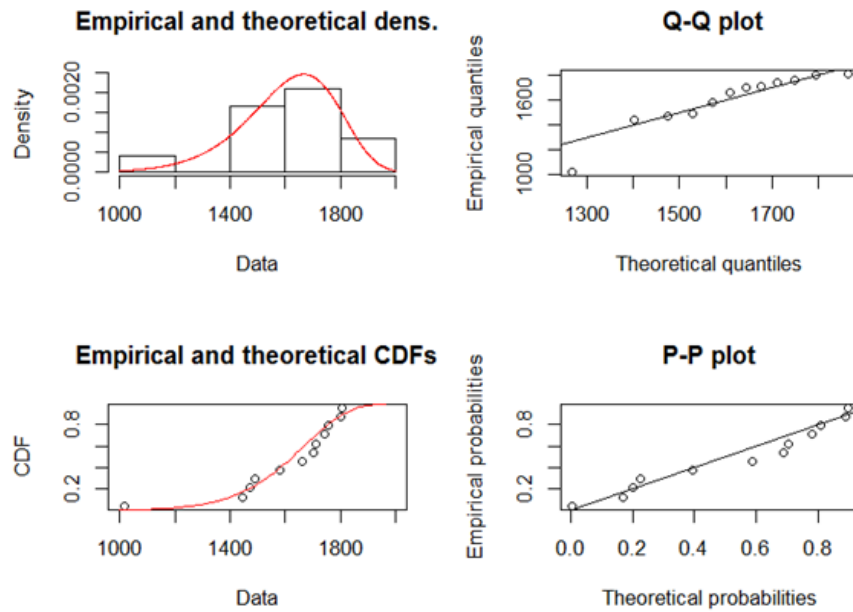 Empirical and theoretical dens.
Density
0.0000 0.0020
1000 1400 1800
Data
Q-Q plot
Empirical quantiles
1000 1600
1300 1500 1700
Theoretical quantiles
Empirical and theoretical CDFs
CDF
0.2 0.8
1000 1400 1800
Data
P-P plot
Empirical probabilities
0.2 0.8
0.0 0.2 0.4 0.6 0.8
Theoretical probabilities